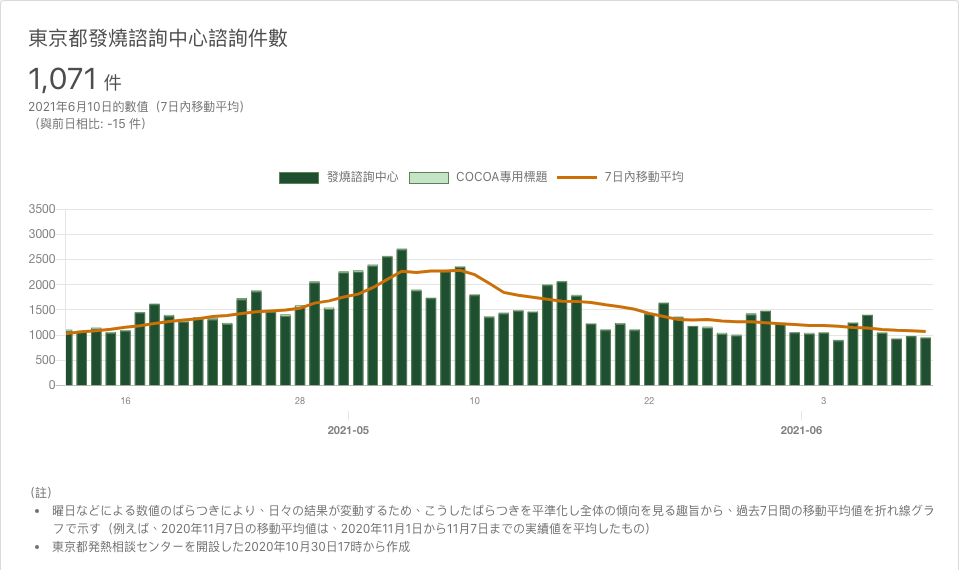 東京都發燒諮詢中心諮詢件數
1,071 件
2021年6月10日的數值（7日內移動平均）
（與前日相比: -15 件）
發燒諮詢中心 COCOA專用標題 7日內移動平均
3500
3000
2500
2000
1500
1000
500
0
16 28 10 22 3
2021-05 2021-06
（註）
• 曜日などによる数値のばらつきにより、日々の結果が変動するため、こうしたばらつきを平準化し全体の傾向を見る趣旨から、過去7日間の移動平均値を折れ線グラ
フで示す（例えば、2020年11月7日の移動平均値は、2020年11月1日から11月7日までの実績値を平均したもの）
• 東京都発熱相談センターを開設した2020年10月30日17時から作成